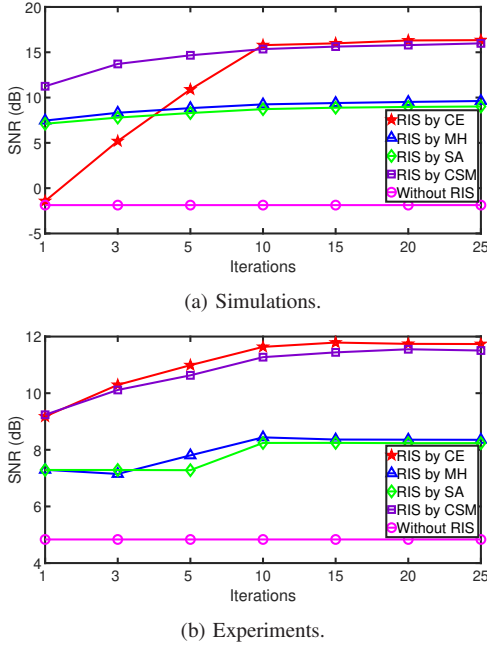 20
15
10
5
0
-5
SNR (dB)
RIS by CE
RIS by MH
RIS by SA
RIS by CSM
Without RIS
1 3 5 10 15 20 25
Iterations
(a) Simulations.
12
10
8
6
4
SNR (dB)
RIS by CE
RIS by MH
RIS by SA
RIS by CSM
Without RIS
1 3 5 10 15 20 25
Iterations
(b) Experiments.